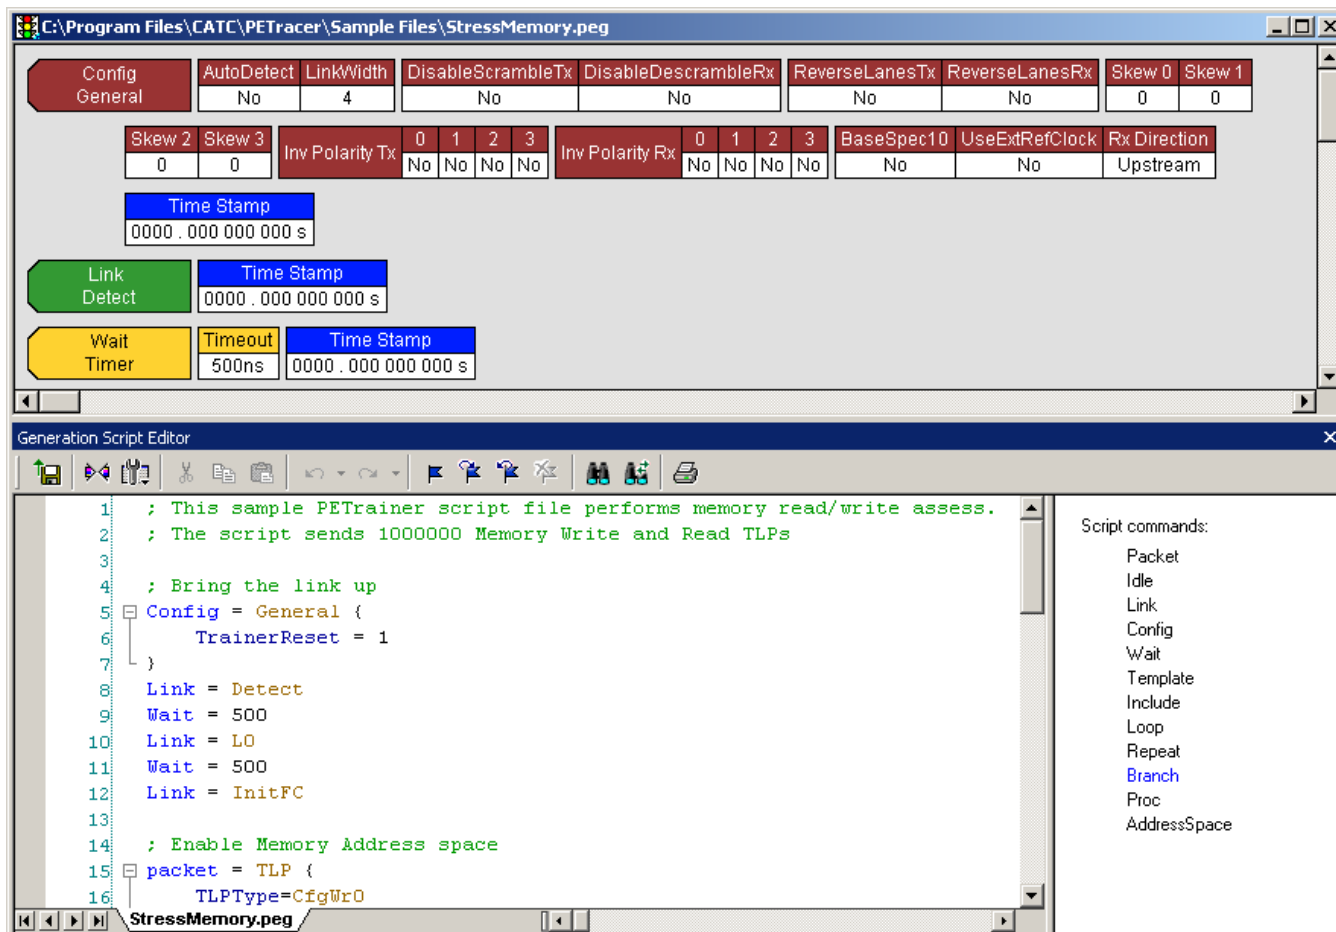 C:\Program Files\CATC\PETracer\Sample Files\StressMemory.peg
Config General AutoDetect LinkWidth DisableScrambleTx DisableDescrambleRx ReverseLanesTx ReverseLanesRx Skew 0 Skew 1
No 4 No No No No 0 0
Skew 2 Skew 3 Inv Polarity Tx 0 1 2 3 Inv Polarity Rx 0 1 2 3 BaseSpec10 UseExtRefClock Rx Direction
0 0 No No No No No No No No No No Upstream
Time Stamp
0000 . 000 000 000 s
Link Detect Time Stamp
0000 . 000 000 000 s
Wait Timer Timeout Time Stamp
500ns 0000 . 000 000 000 s
Generation Script Editor
1 ; This sample PETrainer script file performs memory read/write assess.
2 ; The script sends 1000000 Memory Write and Read TLPs
3
4 ; Bring the link up
5 Config = General {
6 TrainerReset = 1
7 }
8 Link = Detect
9 Wait = 500
10 Link = L0
11 Wait = 500
12 Link = InitFC
13
14 ; Enable Memory Address space
15 packet = TLP {
16 TLPType=CfgWr0
StressMemory.peg
Script commands:
Packet
Idle
Link
Config
Wait
Template
Include
Loop
Repeat
Branch
Proc
AddressSpace